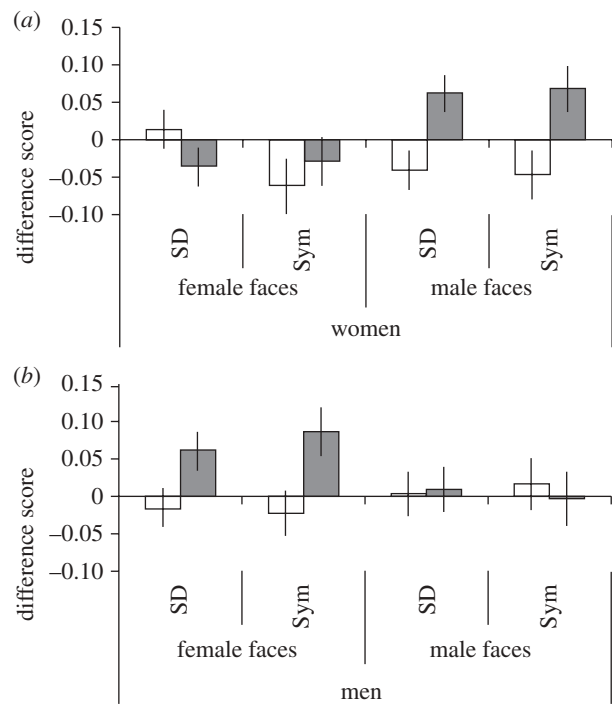 (a)
0.15
0.10
0.05
0
–0.05
–0.10
difference score
SD
Sym
SD
Sym
female faces
male faces
women
(b)
0.15
0.10
0.05
0
–0.05
–0.10
difference score
SD
Sym
SD
Sym
female faces
male faces
men